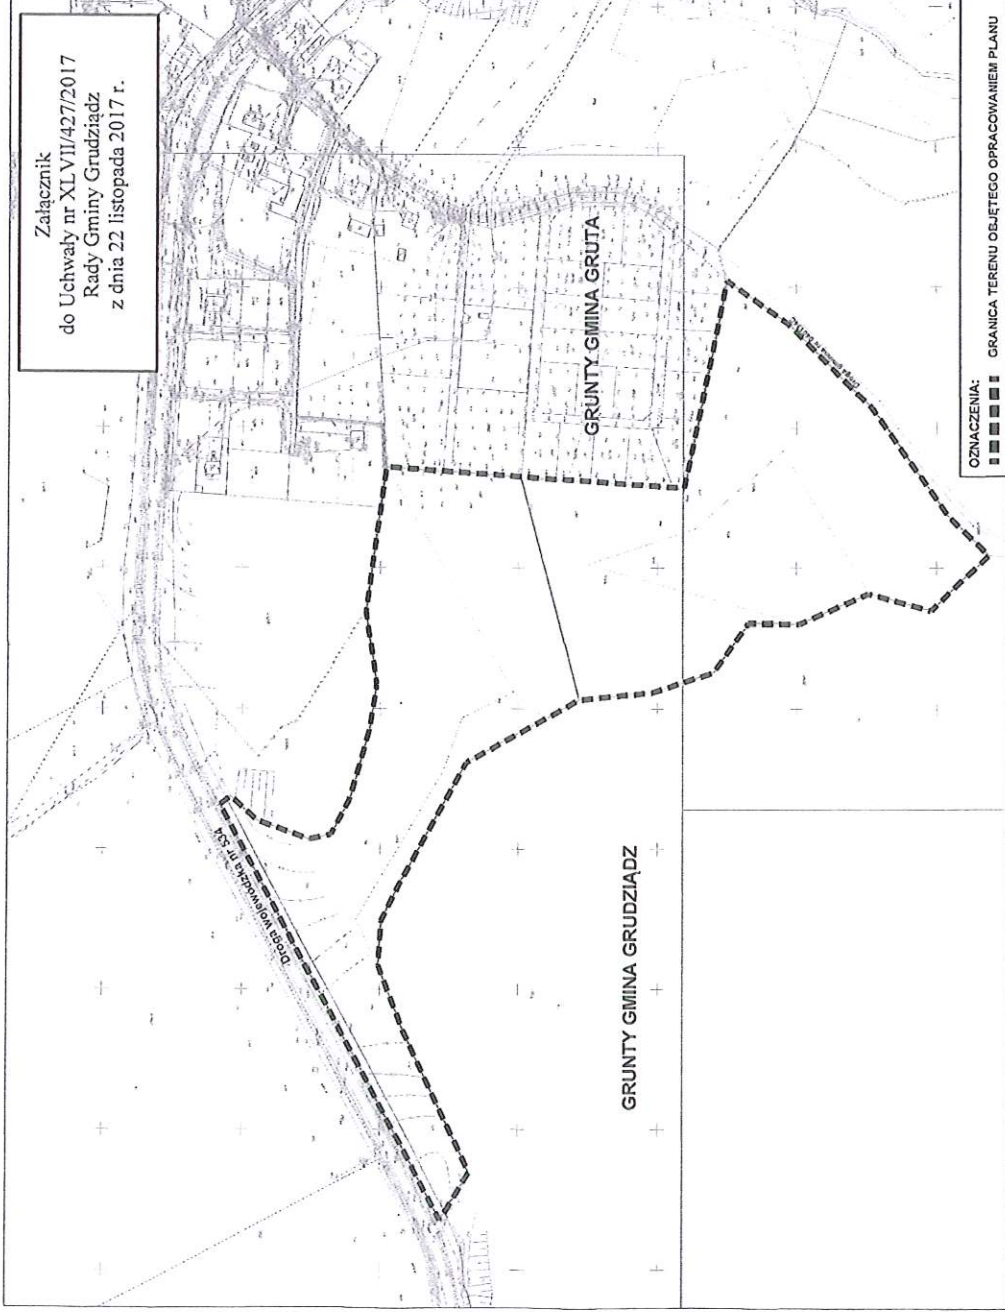 Załącznik
do Uchwały nr XLVII/427/2017
Rady Gminy Grudziądz
z dnia 22 listopada 2017 r.
Droga wojewódzka nr 534
GRUNTY GMINA GRUTA
GRUNTY GMINA GRUDZIĄDZ
OZNACZENIA:
GRANICA TERENU OBJĘTEGO OPRACOWANIEM PLANU